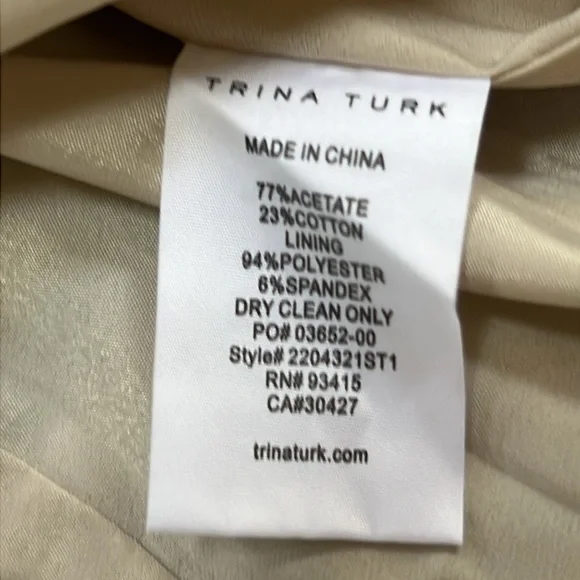 TRINA TURK
MADE IN CHINA
77%ACETATE
23%COTTON
LINING
94%POLYESTER
6%SPANDEX
DRY CLEAN ONLY
PO# 03652-00
Style# 2204321ST1
RN# 93415
CA#30427
trinaturk.com